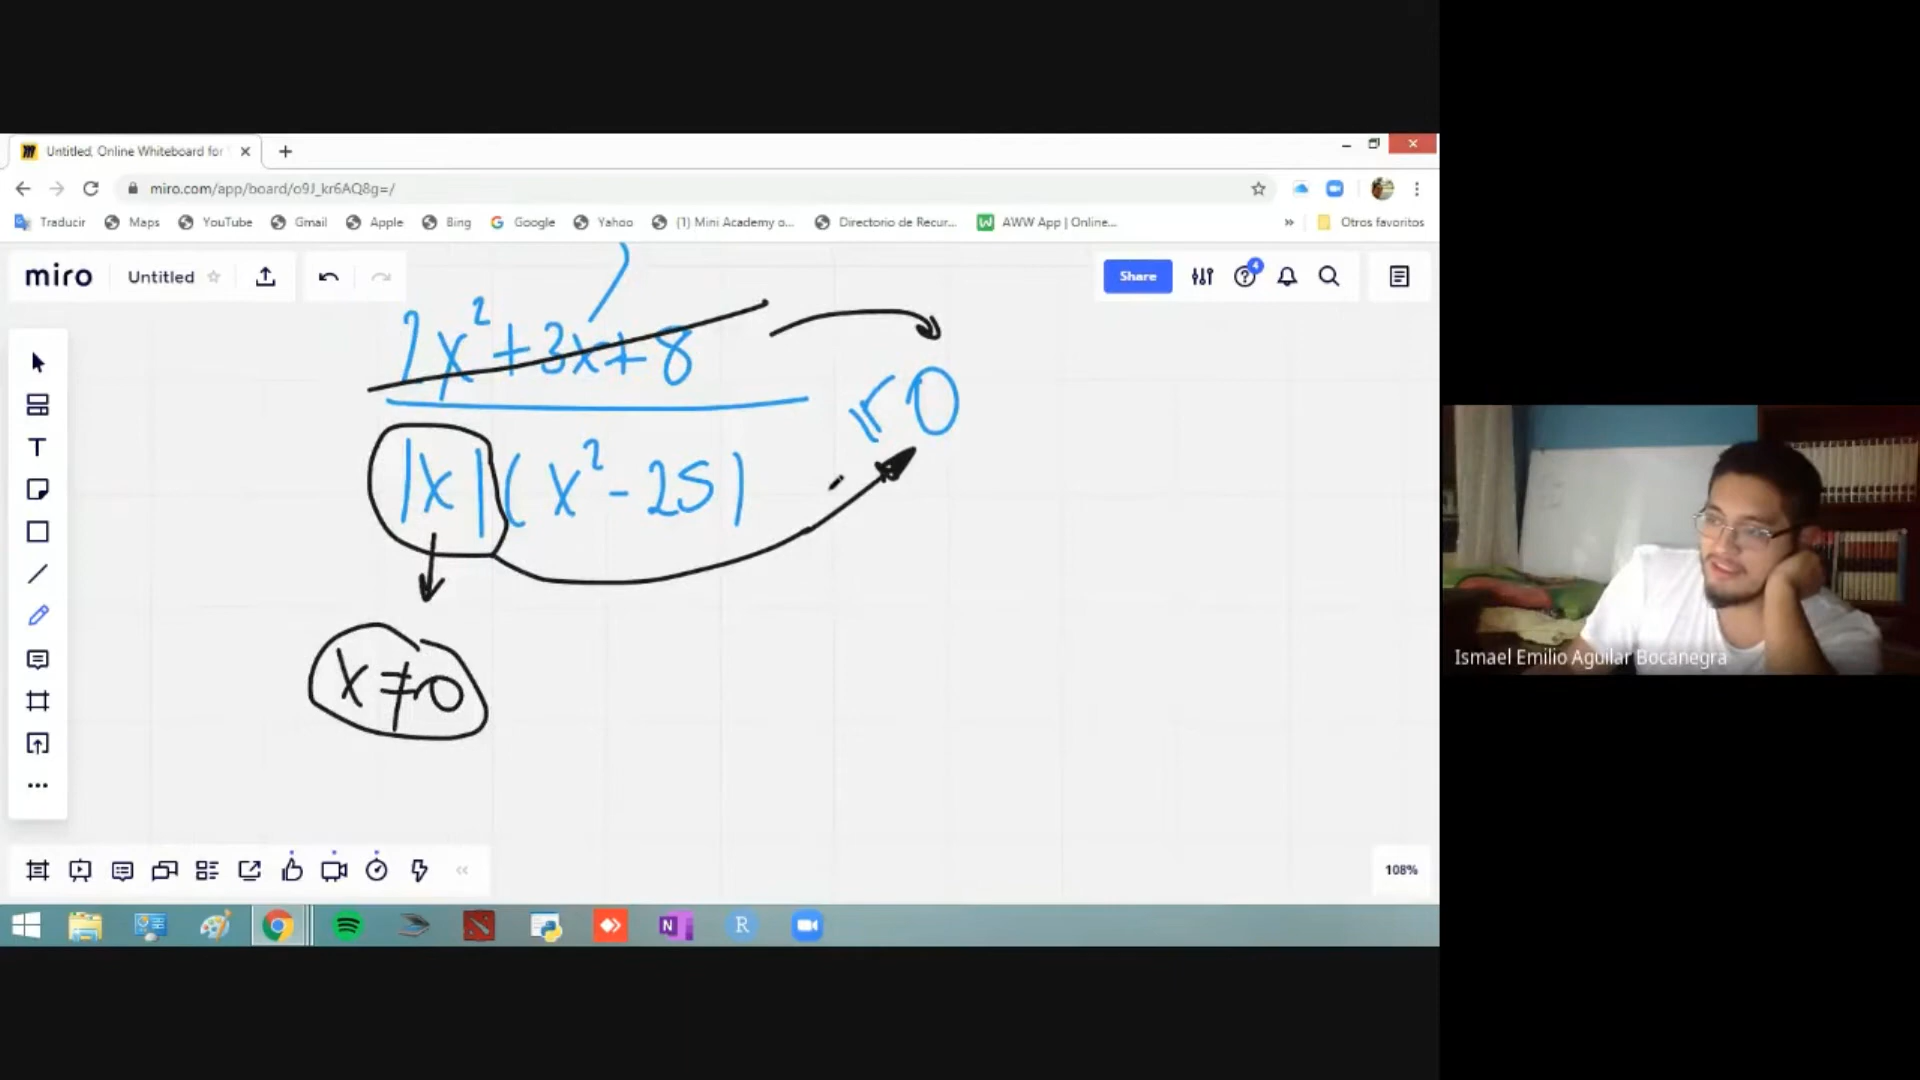 Untitled, Online Whiteboard for
miro.com/app/board/o9J_kr6AQ8g=/
Traducir Maps YouTube Gmail Apple Bing Google Yahoo (1) Mini Academy o... Directorio de Recur... AWW App | Online... » Otros favoritos
miro Untitled Share 4
2x² + 3x + 8
≤ 0
|x| (x² - 25)
x ≠ 0
Ismael Emilio Aguilar Bocanegra
108%